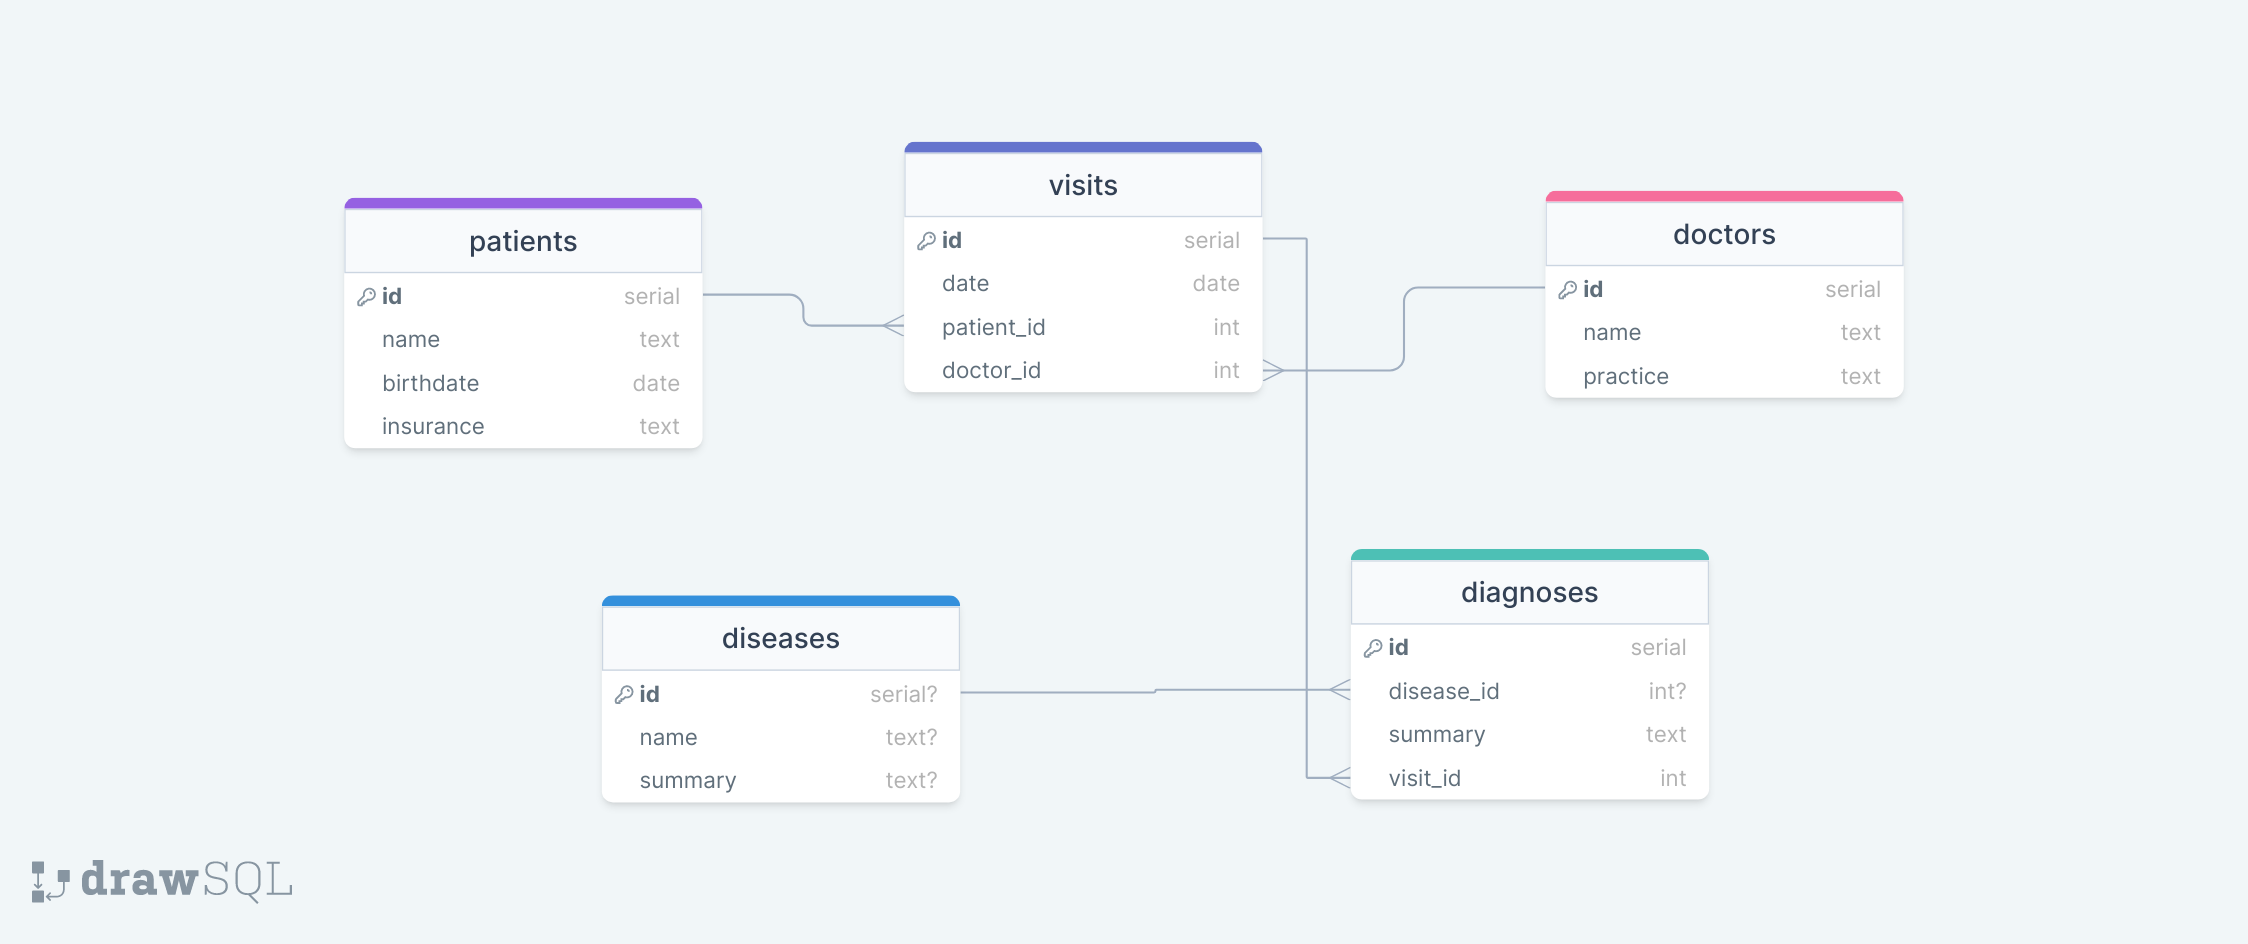 patients
id serial
name text
birthdate date
insurance text
visits
id serial
date date
patient_id int
doctor_id int
doctors
id serial
name text
practice text
diseases
id serial?
name text?
summary text?
diagnoses
id serial
disease_id int?
summary text
visit_id int
drawSQL